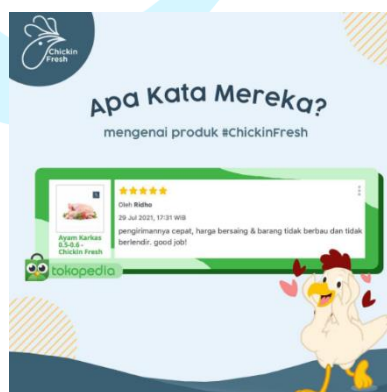 Chickin
Fresh
Apa Kata Mereka?
mengenai produk #ChickinFresh
Oleh Ridho
29 Jul 2021, 17:31 WIB
pengirimannya cepat, harga bersaing & barang tidak berbau dan tidak
berlendir. good job!
Ayam Karkas
0.5-0.6 -
Chickin Fresh
tokopedia